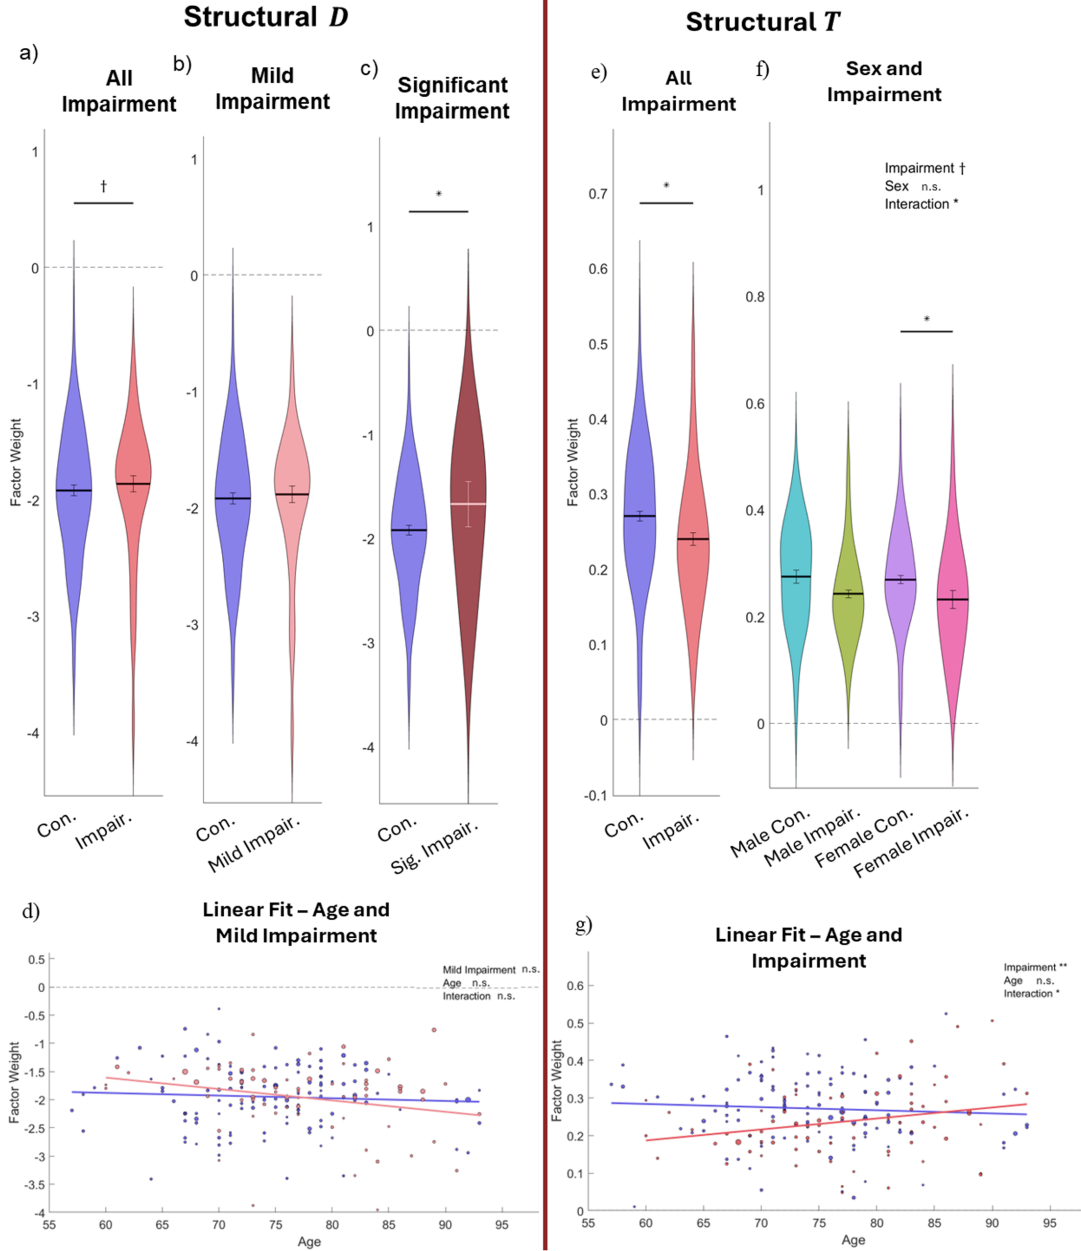 Structural D
a)
All
Impairment
1
0
-1
-2
-3
-4
Factor Weight
†
Con.
Impair.
b)
Mild
Impairment
1
0
-1
-2
-3
-4
Con.
Mild Impair.
c)
Significant
Impairment
1
0
-1
-2
-3
-4
*
Con.
Sig. Impair.
d)
Linear Fit – Age and
Mild Impairment
0.5
0
-0.5
-1
-1.5
-2
-2.5
-3
-3.5
-4
Factor Weight
Mild Impairment n.s.
Age n.s.
Interaction n.s.
55 60 65 70 75 80 85 90 95
Age
Structural T
e)
All
Impairment
0.7
0.6
0.5
0.4
0.3
0.2
0.1
0
-0.1
Factor Weight
*
Con.
Impair.
f)
Sex and
Impairment
Impairment †
Sex n.s.
Interaction *
1
0.8
0.6
0.4
0.2
0
*
Male Con.
Male Impair.
Female Con.
Female Impair.
g)
Linear Fit – Age and
Impairment
0.6
0.5
0.4
0.3
0.2
0.1
0
Factor Weight
Impairment **
Age n.s.
Interaction *
55 60 65 70 75 80 85 90 95
Age